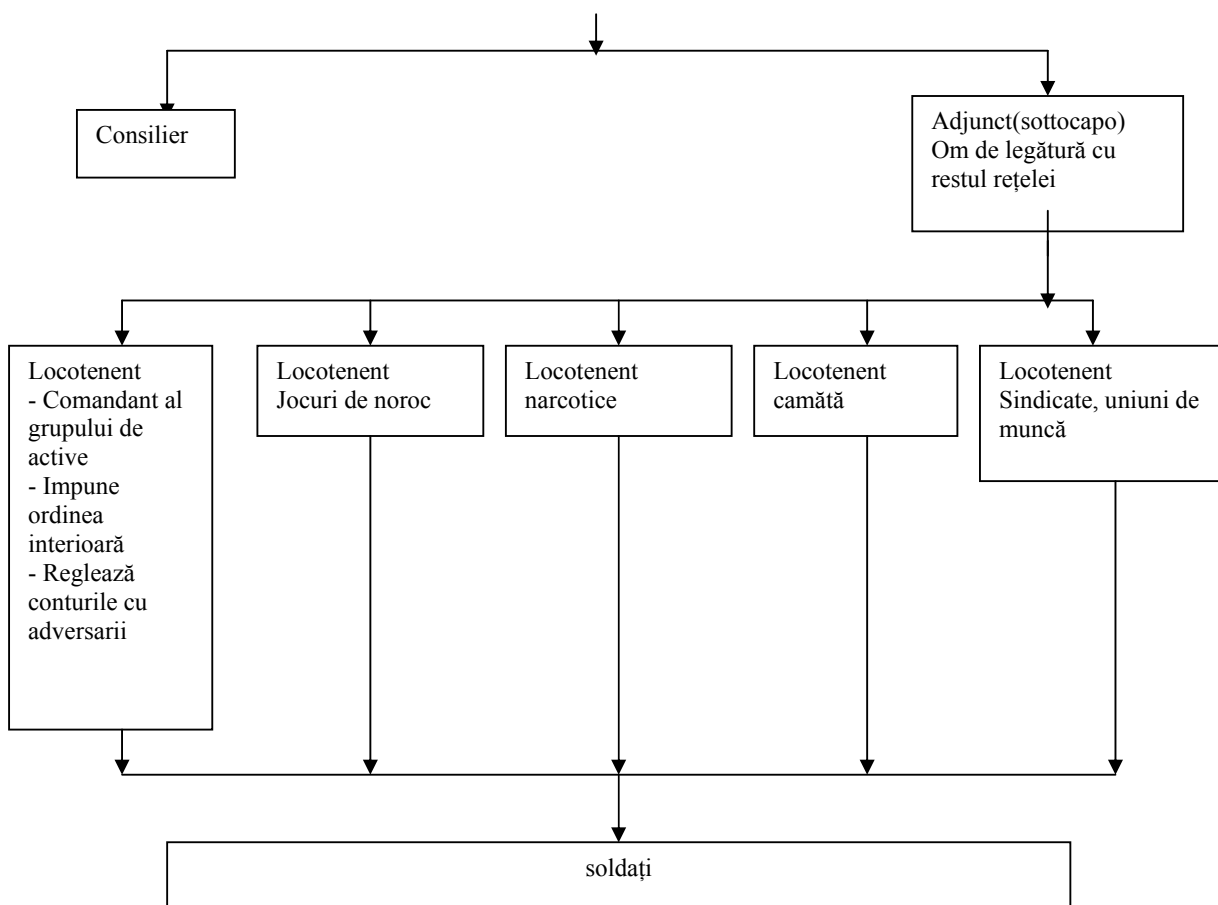 Consilier
Adjunct(sottocapo)
Om de legătură cu
restul rețelei
Locotenent
- Comandant al
grupului de
active
- Impune
ordinea
interioară
- Reglează
conturile cu
adversarii
Locotenent
Jocuri de noroc
Locotenent
narcotice
Locotenent
camătă
Locotenent
Sindicate, uniuni de
muncă
soldați